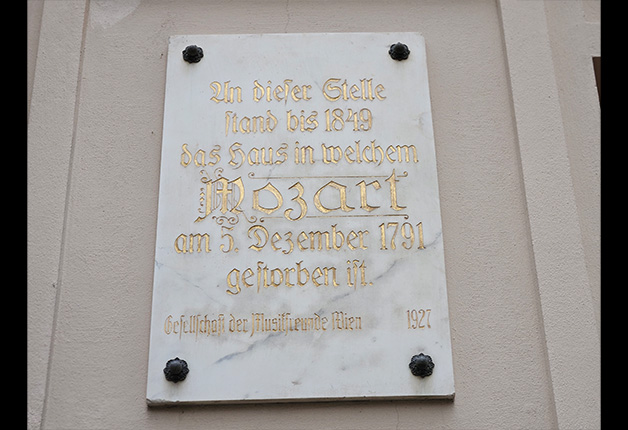 An dieser Stelle
stand bis 1849
das Haus in welchem
Mozart
am 5. Dezember 1791
gestorben ist.
Gesellschaft der Musikfreunde Wien 1927